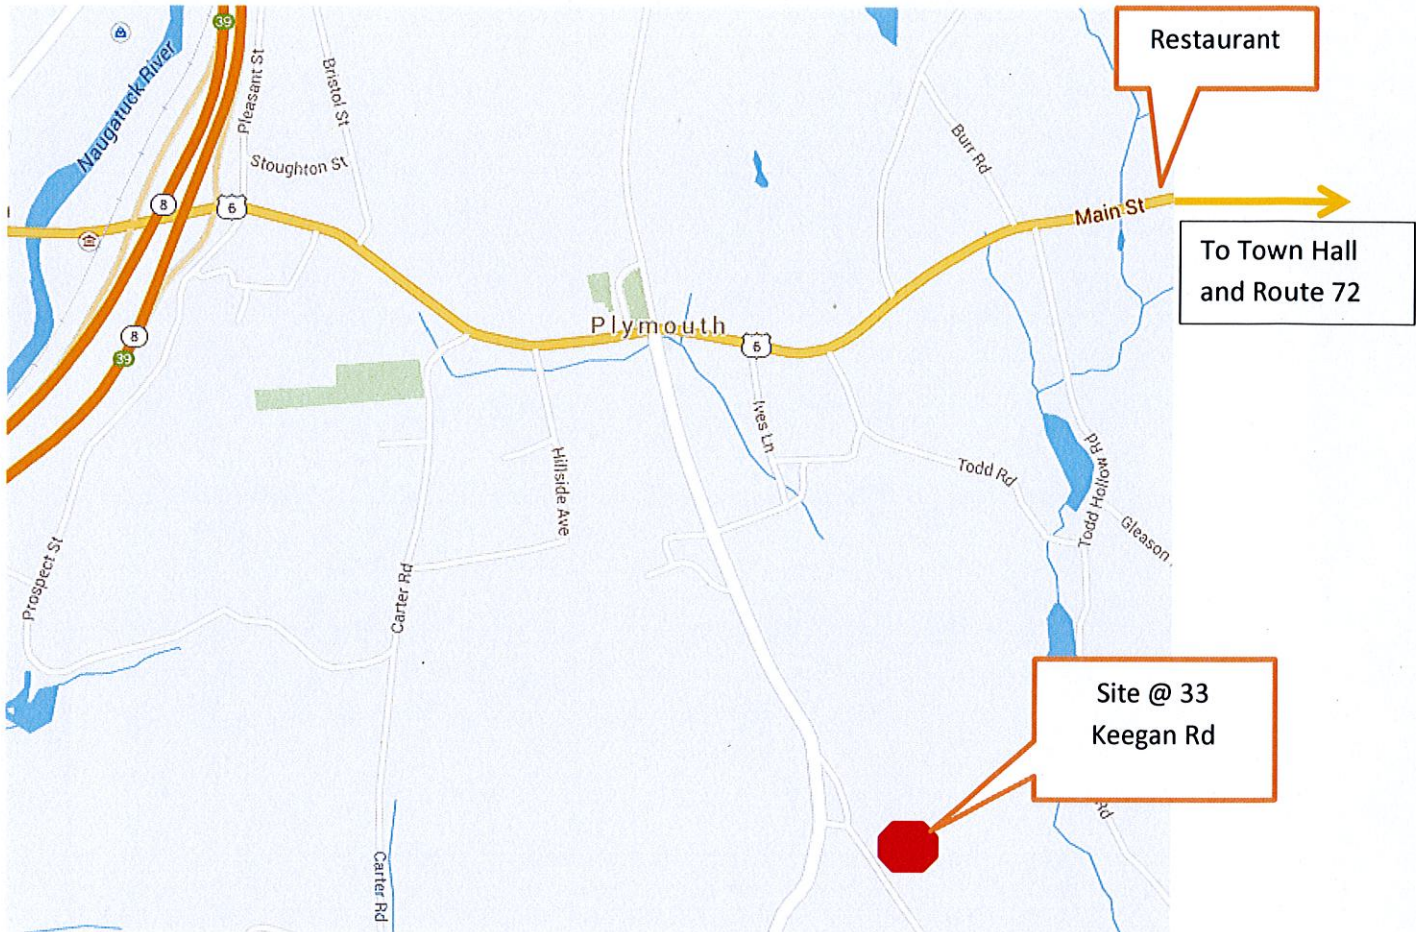 39
Restaurant
Naugatuck River
Pleasant St
Bristol St
Stoughton St
Burr Rd
8
6
Main St
To Town Hall
and Route 72
Plymouth
8
39
6
Ives Ln
Hillside Ave
Todd Rd
Todd Hollow Rd
Gleason
Prospect St
Carter Rd
Site @ 33
Keegan Rd
Rd
Carter Rd